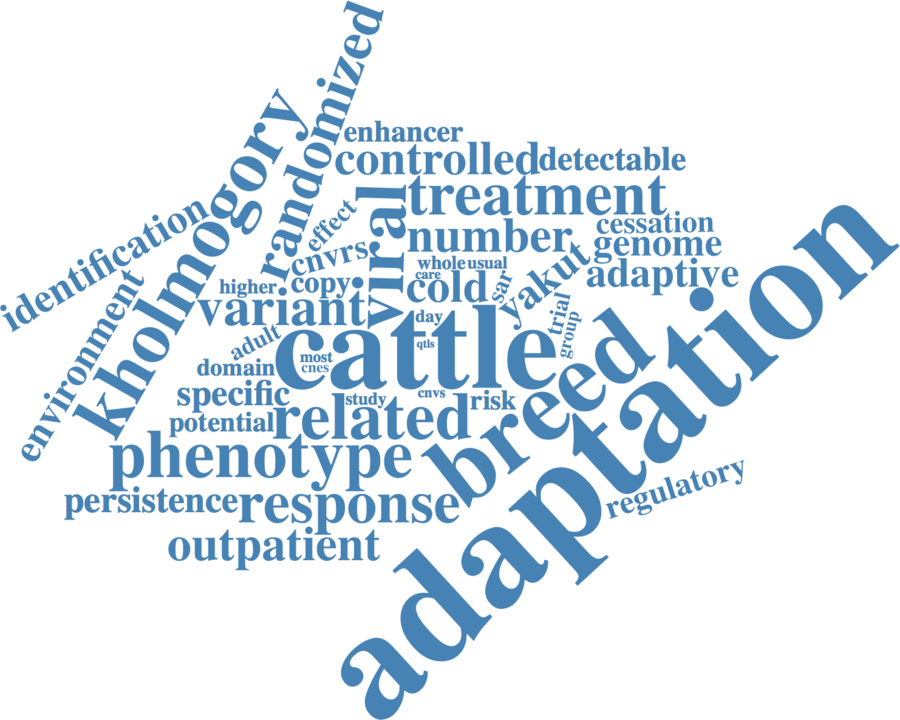 randomized
kholmogory
enhancer
controlled
detectable
treatment
identification
effect
viral
number
cessation
genome
adaptation
environment
cnvrs
whole
usual
care
sar
yakut
adaptive
higher
copy
cold
variant
day
trial
group
adult
cattle
qtls
most
cnes
domain
breed
specific
study
cnvs
risk
potential
related
phenotype
regulatory
persistence
response
outpatient